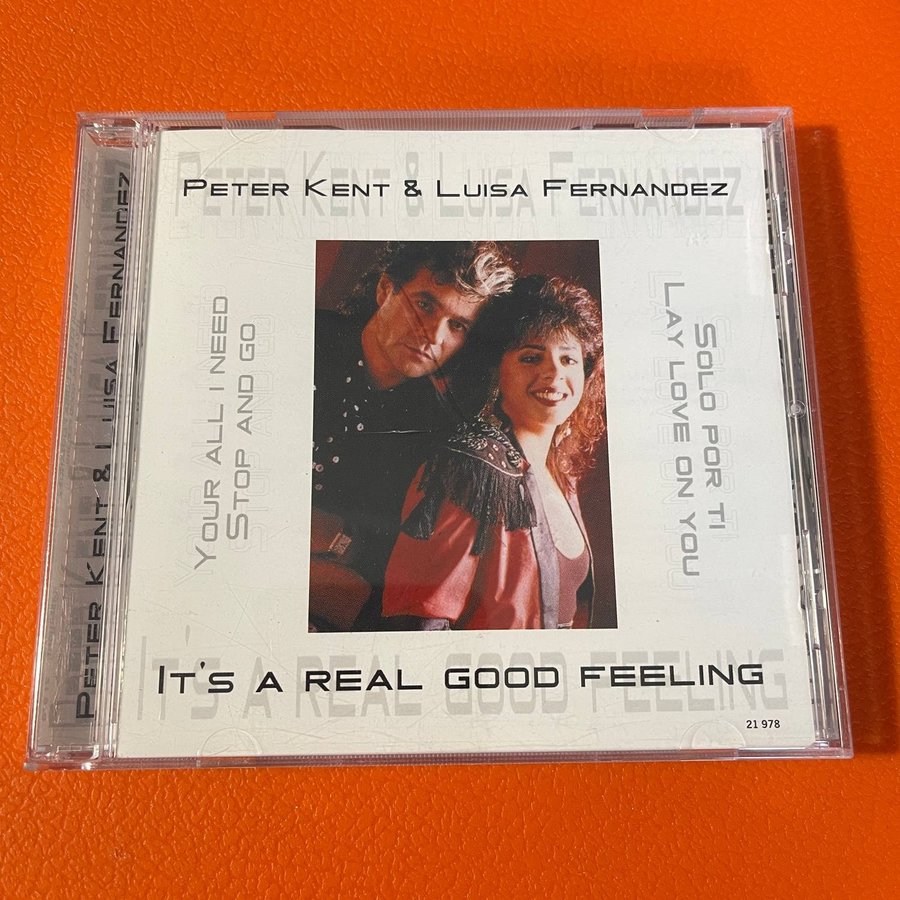 Peter Kent & Luisa Fernandez
Peter Kent & Luisa Fernandez
Your all I need
Stop and go
Solo por ti
Lay love on you
It's a real good feeling
21 978